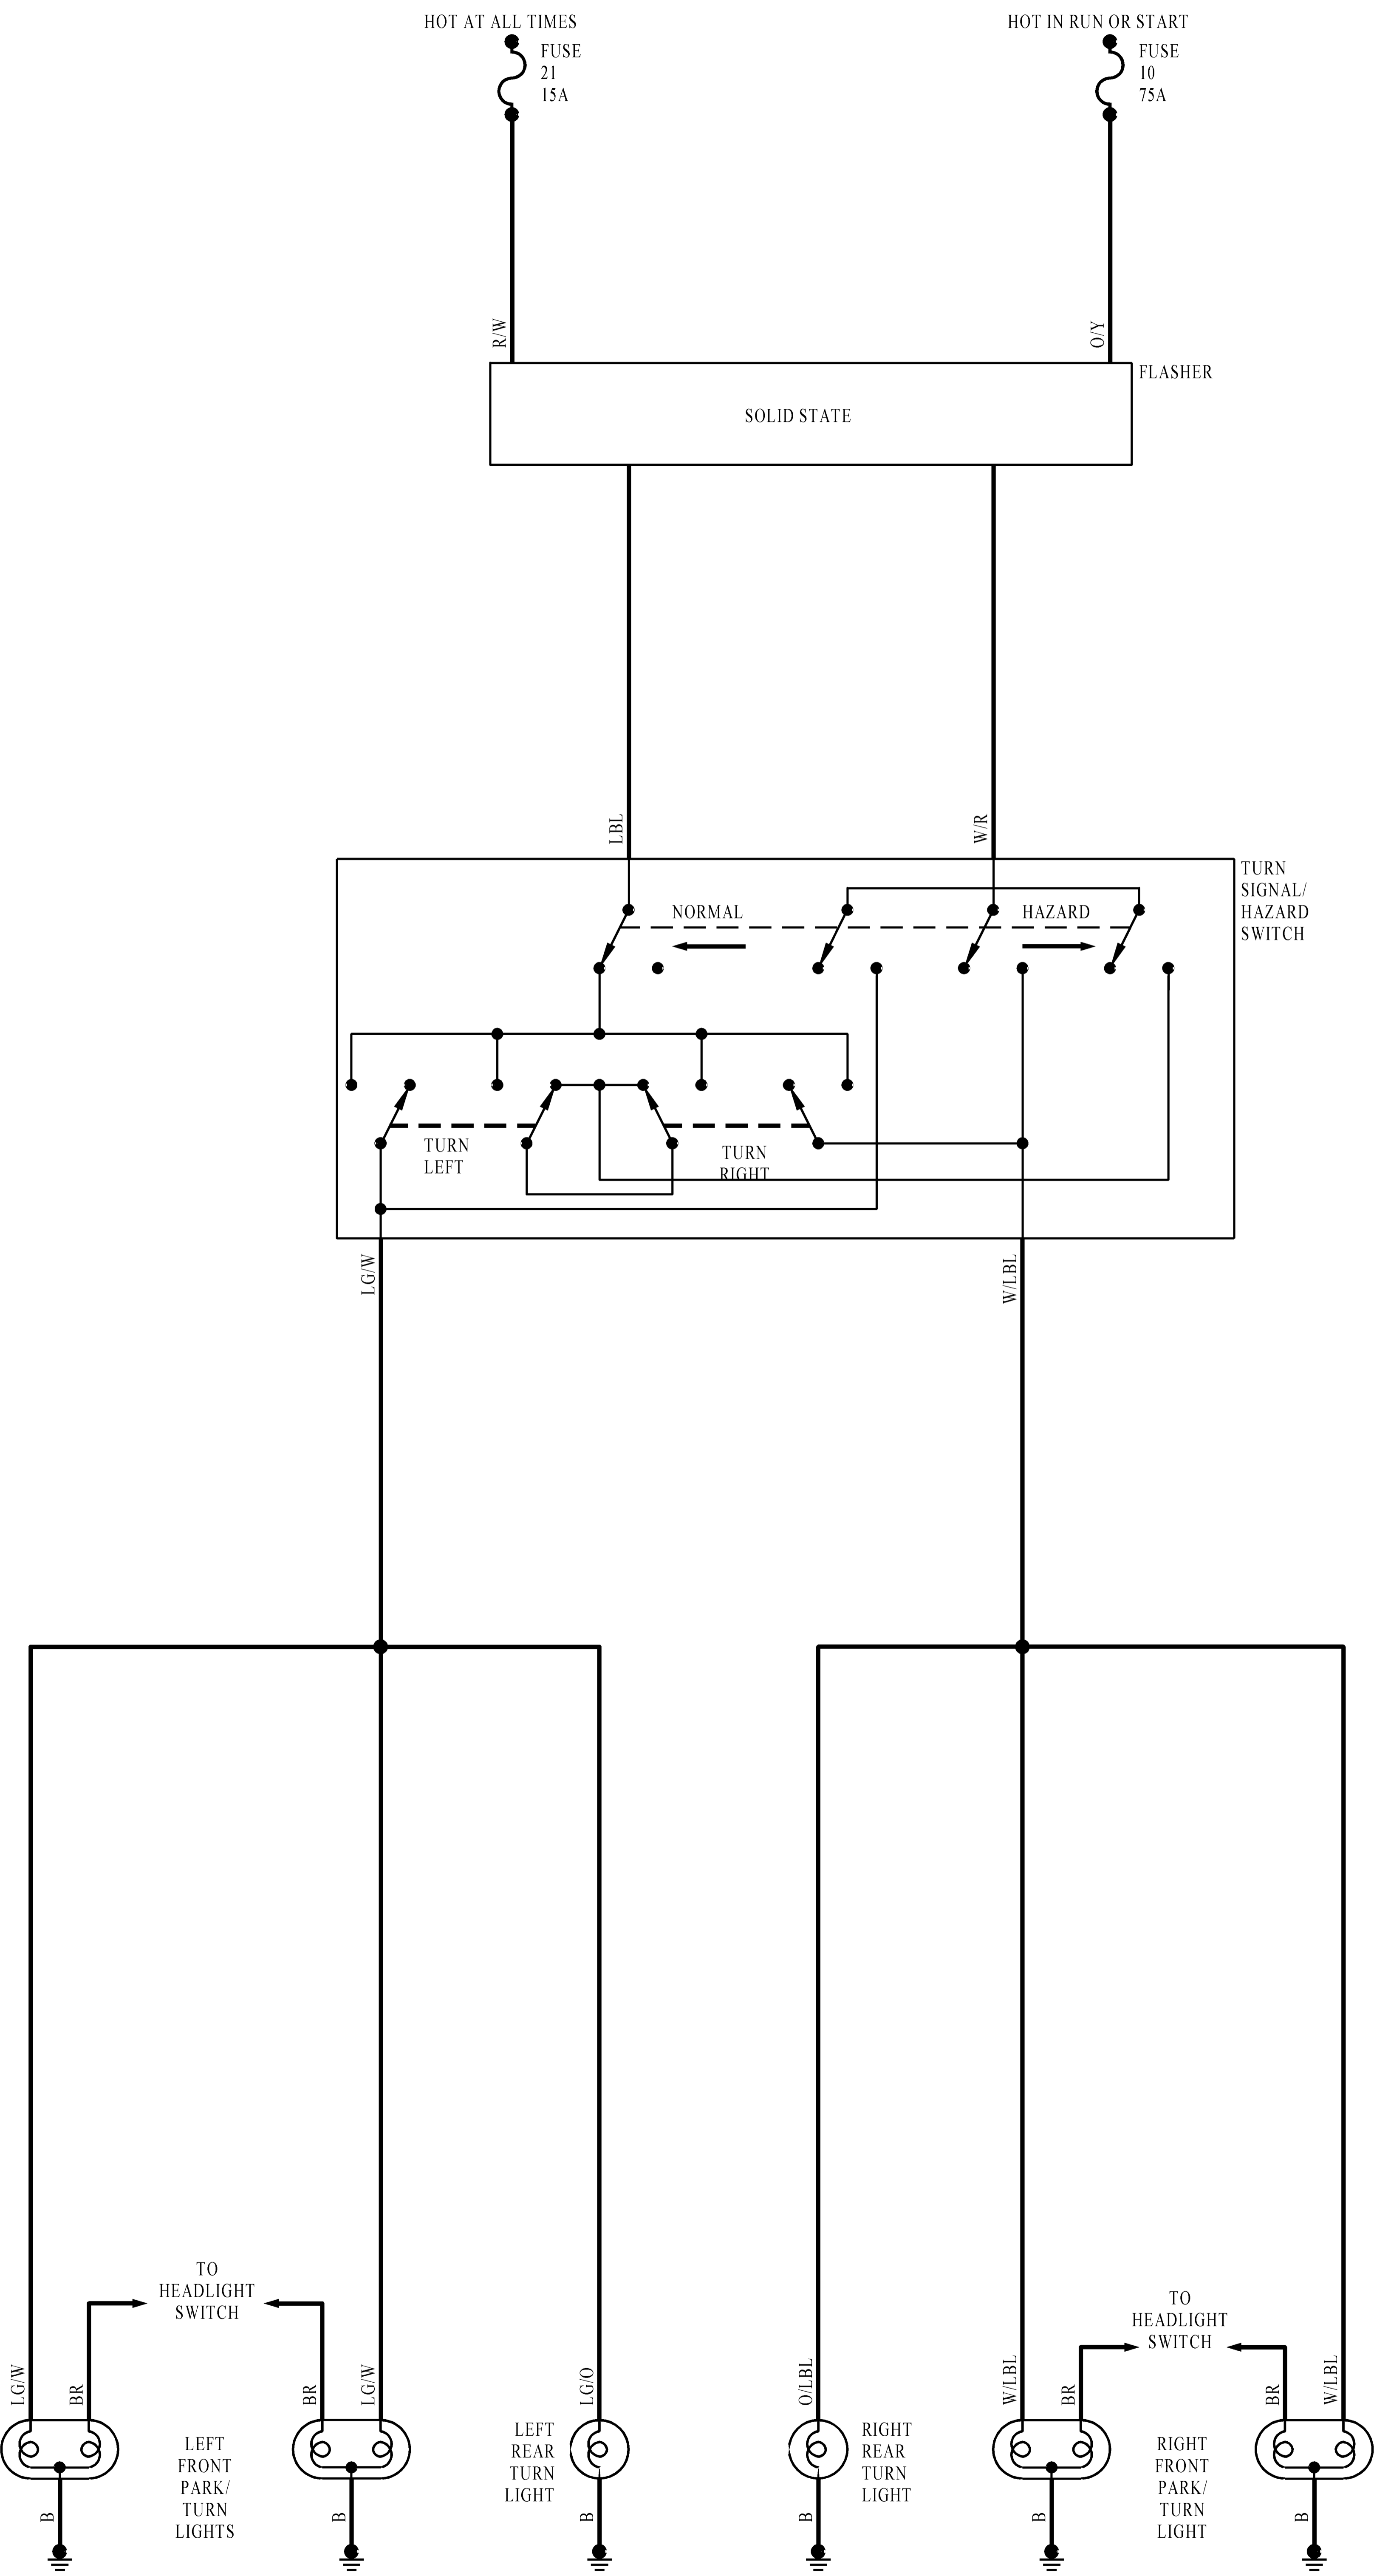 HOT AT ALL TIMES
HOT IN RUN OR START
FUSE
21
15A
FUSE
10
75A
R/W
O/Y
FLASHER
SOLID STATE
LBL
W/R
TURN
SIGNAL/
HAZARD
SWITCH
NORMAL
HAZARD
TURN
LEFT
TURN
RIGHT
LG/W
W/LBL
TO
HEADLIGHT
SWITCH
TO
HEADLIGHT
SWITCH
LG/W
BR
BR
LG/W
LG/O
O/LBL
W/LBL
BR
BR
W/LBL
LEFT
FRONT
PARK/
TURN
LIGHTS
LEFT
REAR
TURN
LIGHT
RIGHT
REAR
TURN
LIGHT
RIGHT
FRONT
PARK/
TURN
LIGHT
B
B
B
B
B
B